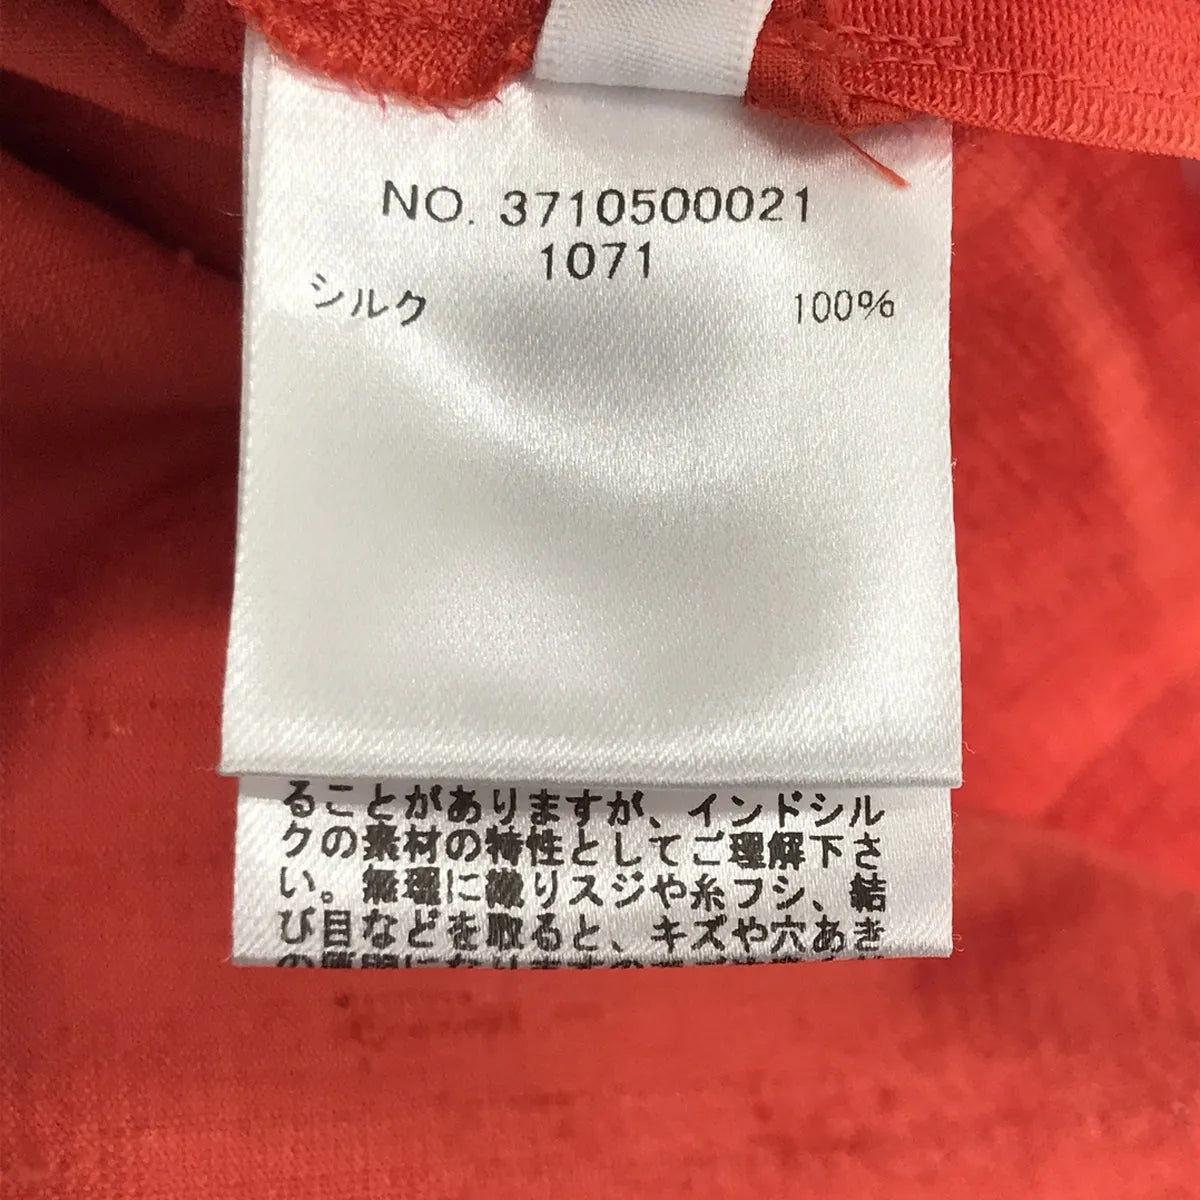 NO. 3710500021
1071
シルク 100%
ることがありますが、インドシル
クの素材の特性としてご理解下さ
い。無理に織りスジや糸フシ、結
び目などを取ると、キズや穴あき